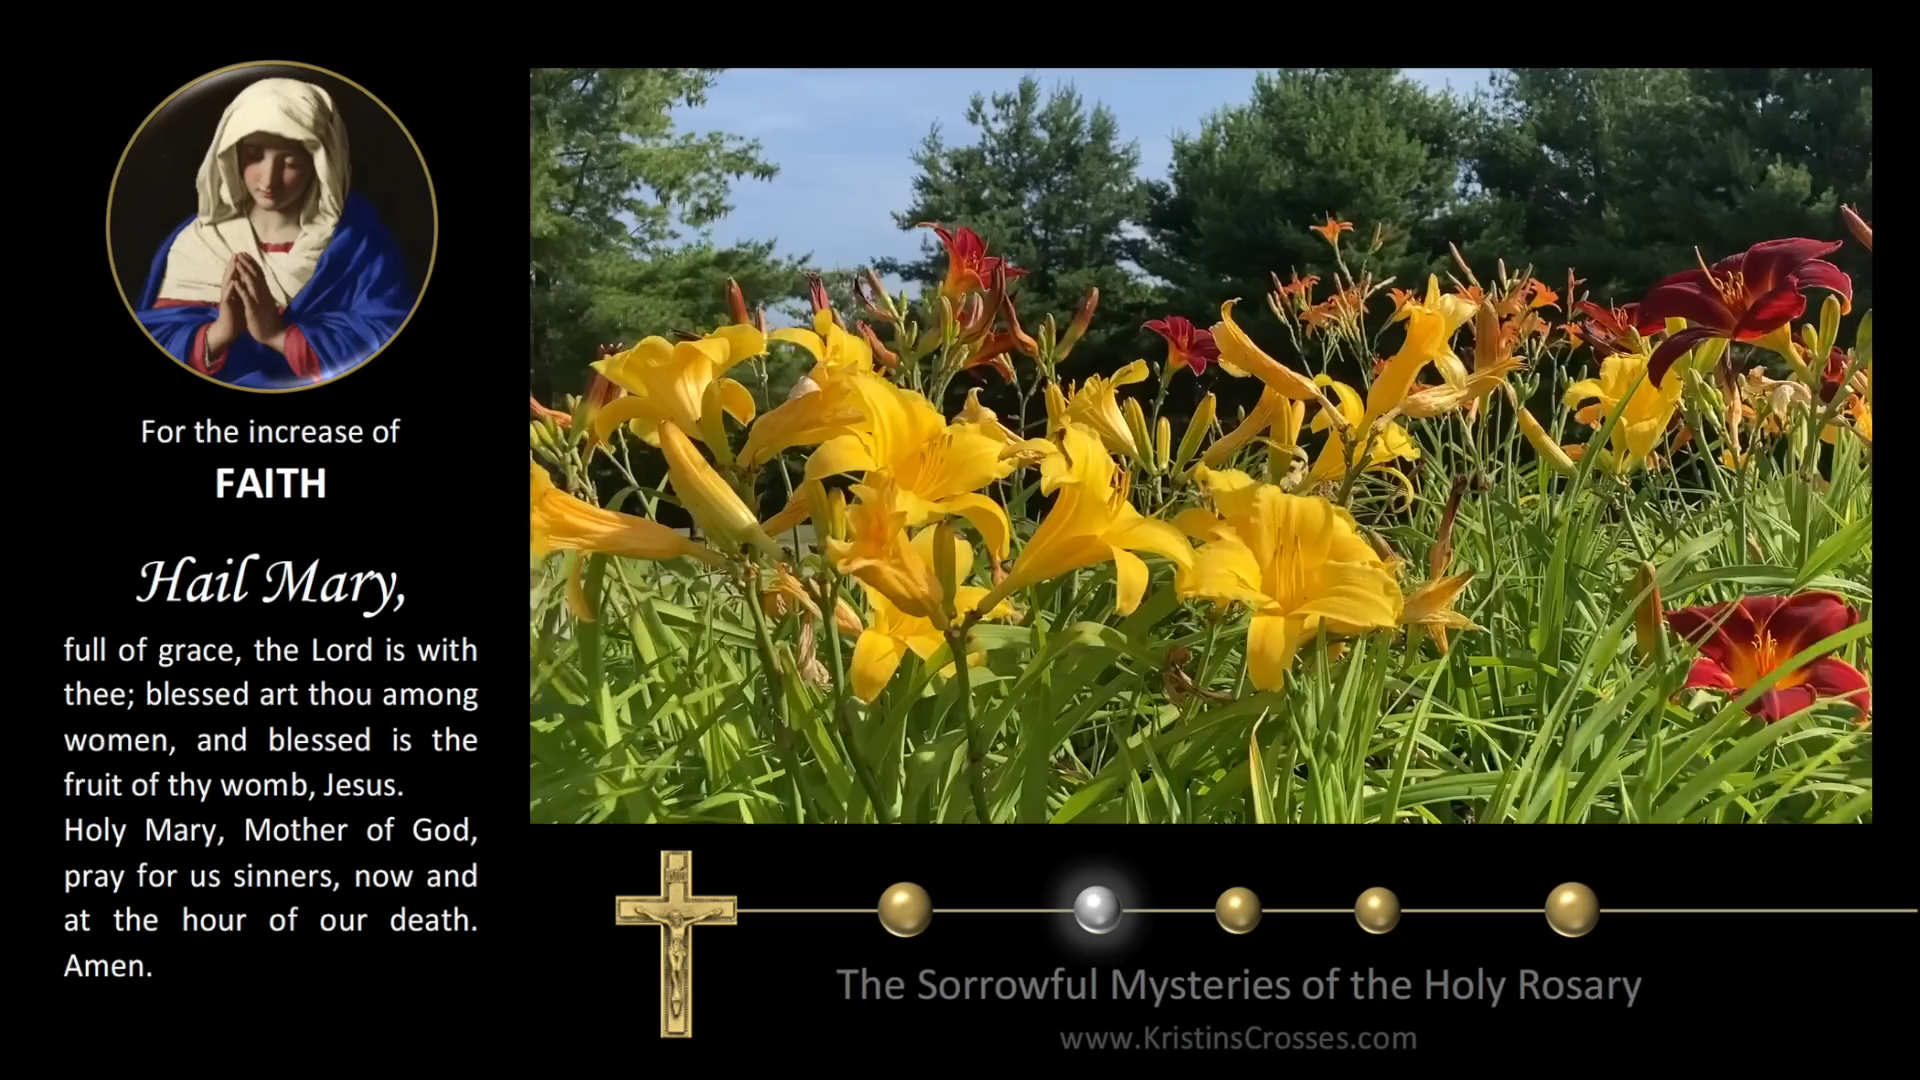 For the increase of
FAITH
Hail Mary,
full of grace, the Lord is with
thee; blessed art thou among
women, and blessed is the
fruit of thy womb, Jesus.
Holy Mary, Mother of God,
pray for us sinners, now and
at the hour of our death.
Amen.
The Sorrowful Mysteries of the Holy Rosary
www.KristinsCrosses.com